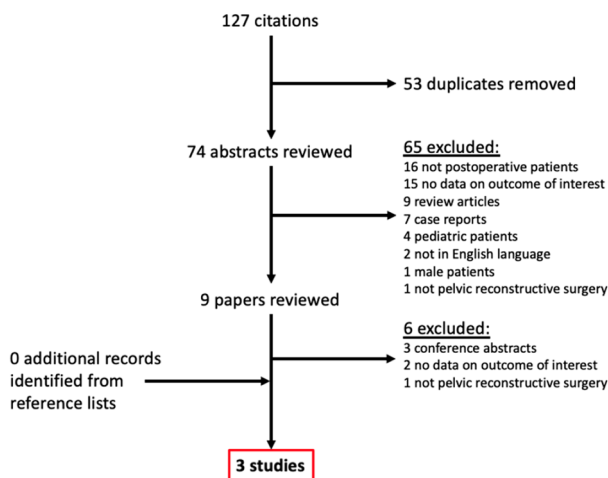 127 citations
53 duplicates removed
74 abstracts reviewed
65 excluded:
16 not postoperative patients
15 no data on outcome of interest
9 review articles
7 case reports
4 pediatric patients
2 not in English language
1 male patients
1 not pelvic reconstructive surgery
9 papers reviewed
6 excluded:
3 conference abstracts
2 no data on outcome of interest
1 not pelvic reconstructive surgery
0 additional records
identified from
reference lists
3 studies